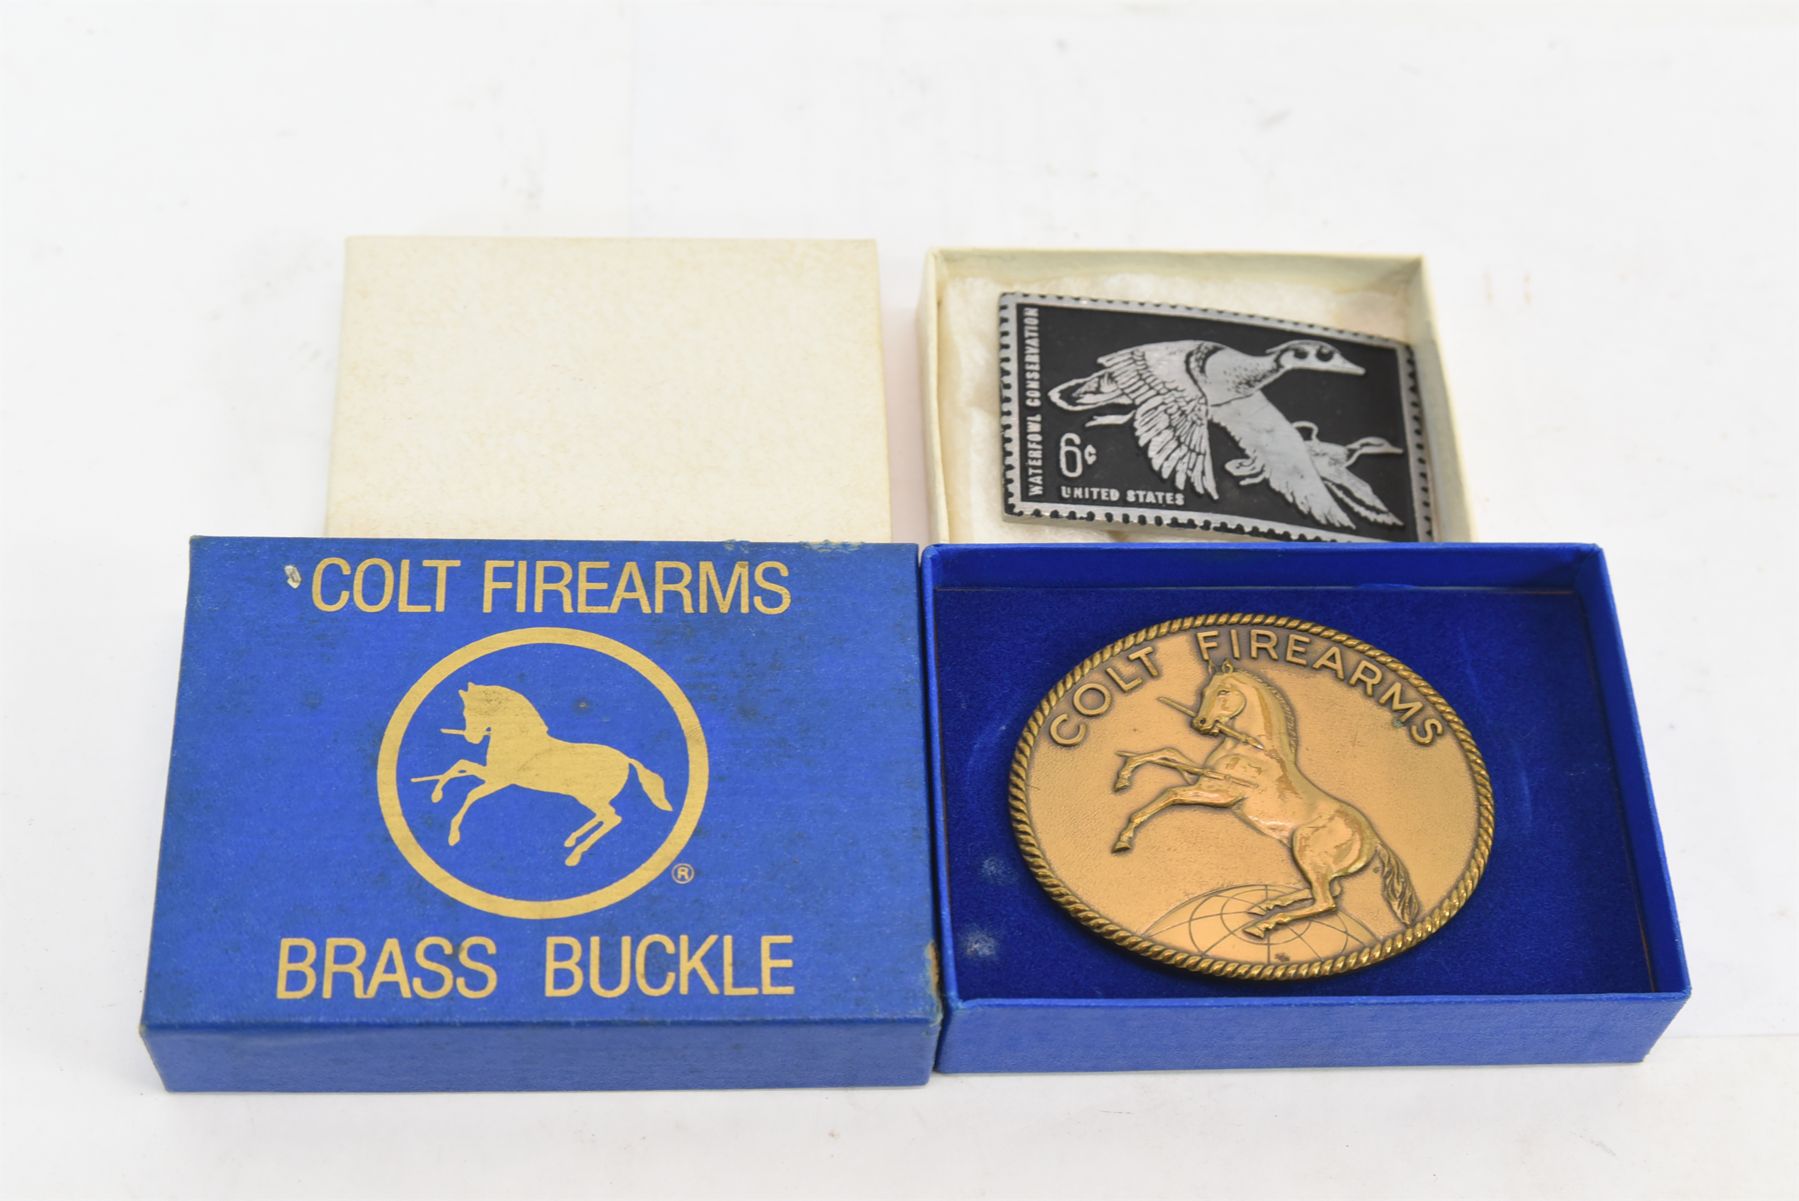 WATERFOWL CONSERVATION
6¢
UNITED STATES
COLT FIREARMS
®
BRASS BUCKLE
COLT FIREARMS